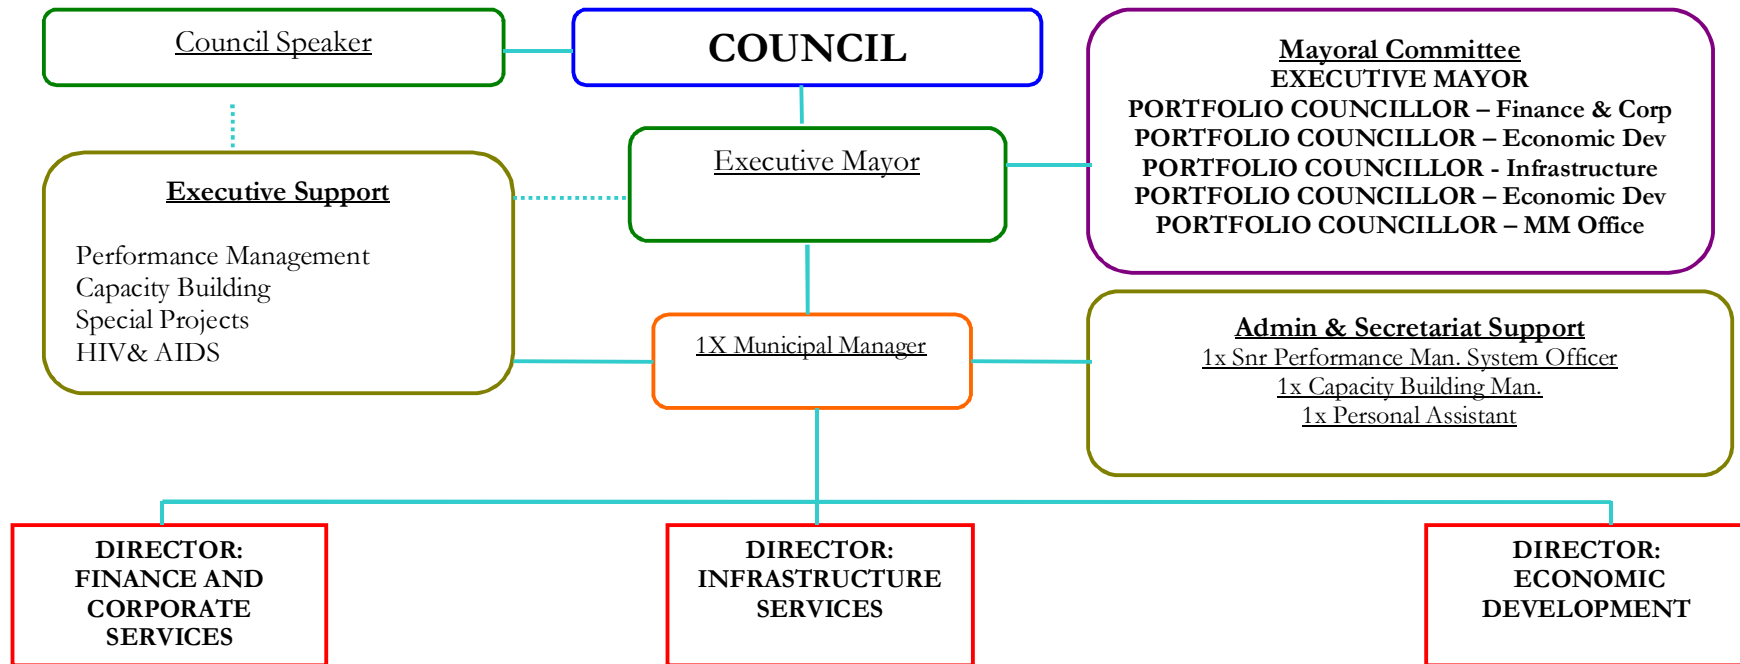 Council Speaker
COUNCIL
Mayoral Committee
EXECUTIVE MAYOR
PORTFOLIO COUNCILLOR – Finance & Corp
PORTFOLIO COUNCILLOR – Economic Dev
PORTFOLIO COUNCILLOR - Infrastructure
PORTFOLIO COUNCILLOR – Economic Dev
PORTFOLIO COUNCILLOR – MM Office
Executive Mayor
Executive Support
Performance Management
Capacity Building
Special Projects
HIV& AIDS
1X Municipal Manager
Admin & Secretariat Support
1x Snr Performance Man. System Officer
1x Capacity Building Man.
1x Personal Assistant
DIRECTOR:
FINANCE AND
CORPORATE
SERVICES
DIRECTOR:
INFRASTRUCTURE
SERVICES
DIRECTOR:
ECONOMIC
DEVELOPMENT